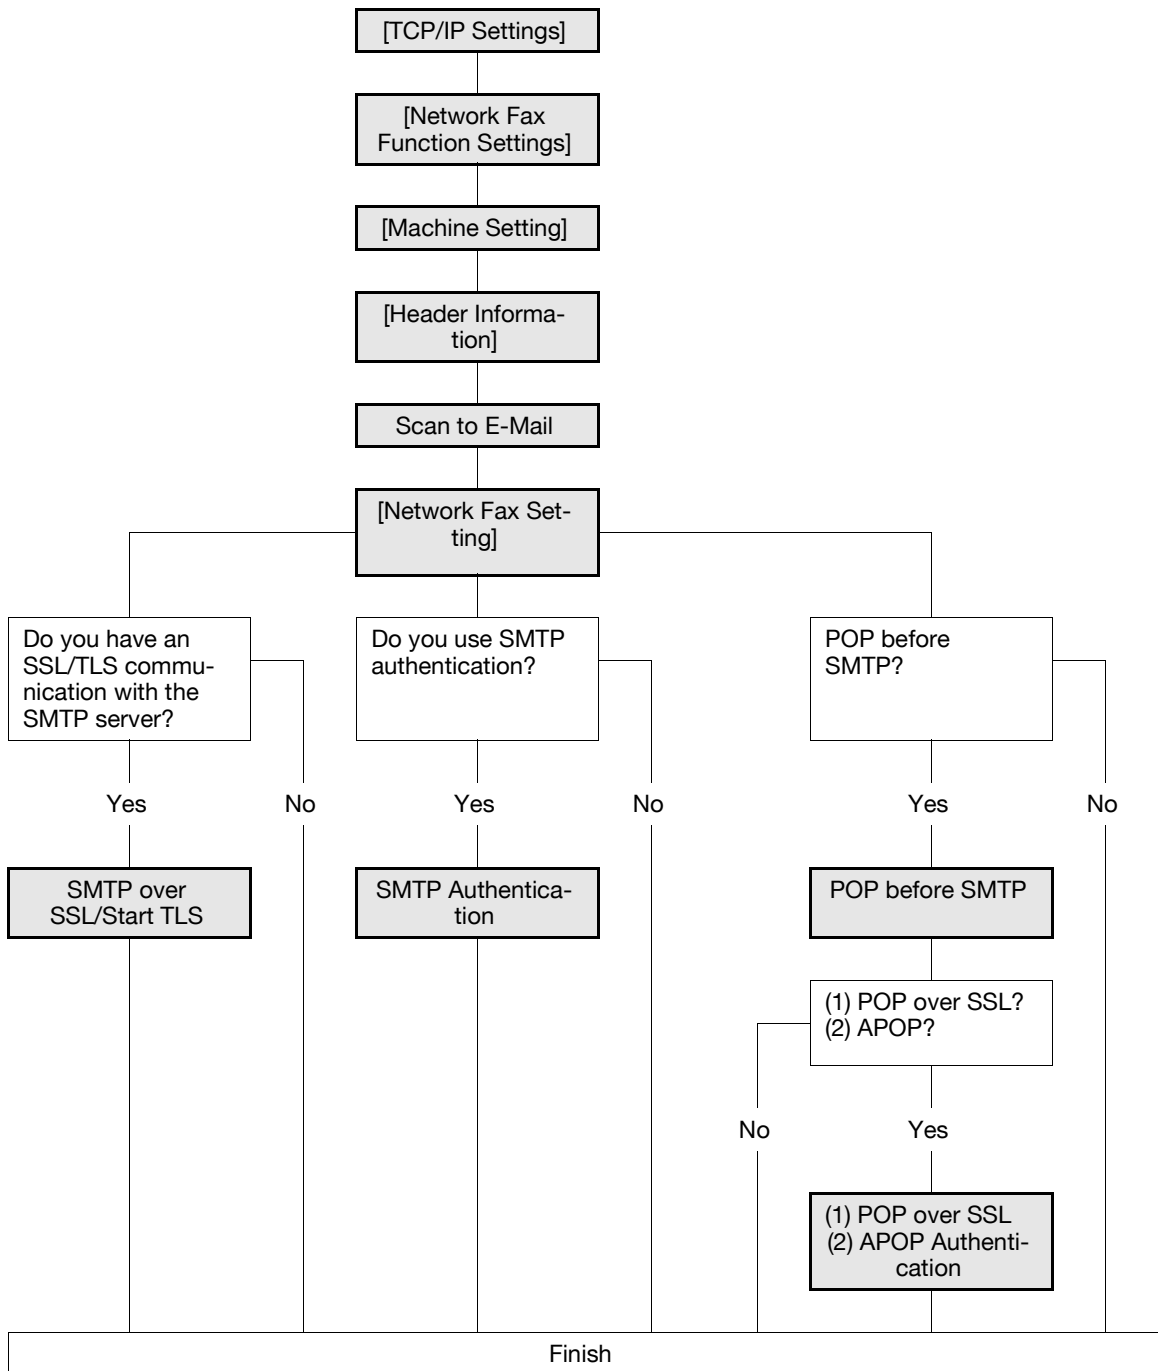 [TCP/IP Settings]
[Network Fax
Function Settings]
[Machine Setting]
[Header Informa-
tion]
Scan to E-Mail
[Network Fax Set-
ting]
Do you have an
SSL/TLS commu-
nication with the
SMTP server?
Do you use SMTP
authentication?
POP before
SMTP?
Yes
No
Yes
No
Yes
No
SMTP over
SSL/Start TLS
SMTP Authentica-
tion
POP before SMTP
(1) POP over SSL?
(2) APOP?
No
Yes
(1) POP over SSL
(2) APOP Authenti-
cation
Finish